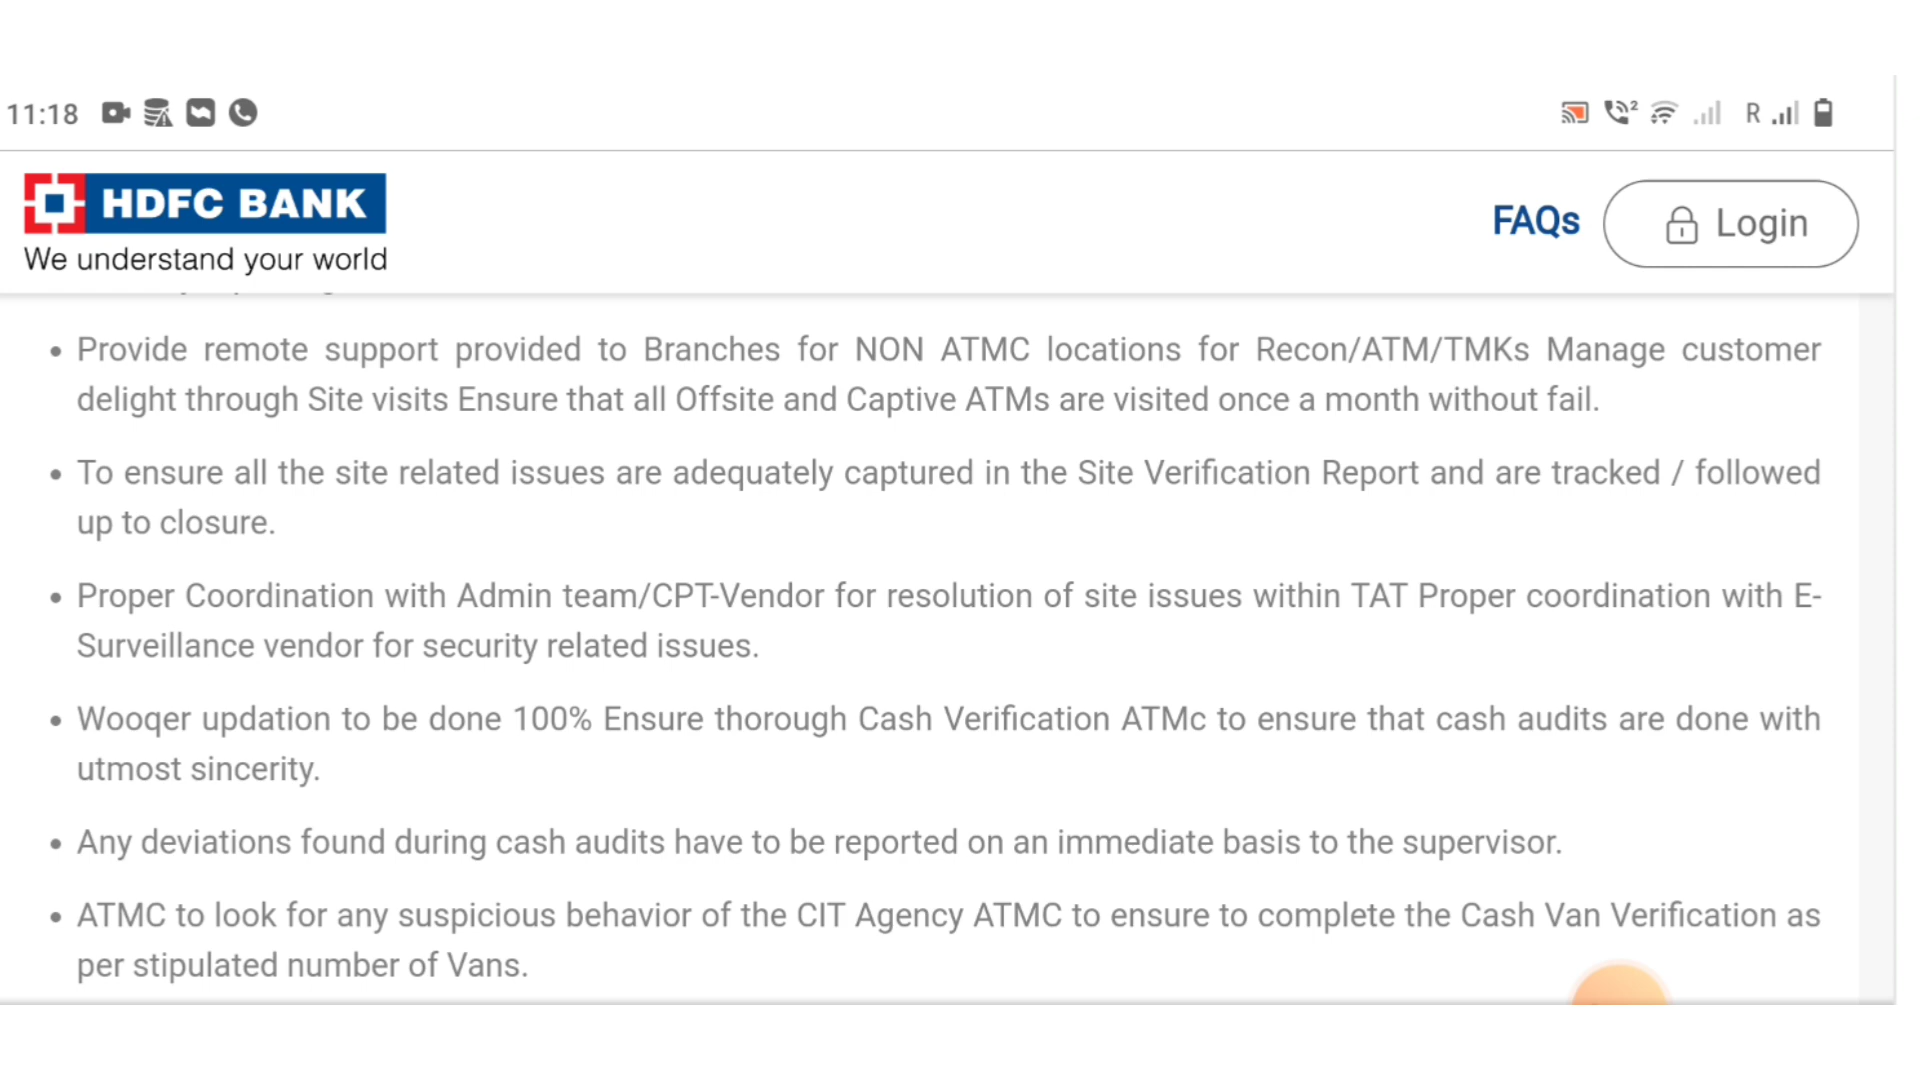 11:18
2
R
HDFC BANK
We understand your world
FAQs
Login
• Provide remote support provided to Branches for NON ATMC locations for Recon/ATM/TMKs Manage customer
delight through Site visits Ensure that all Offsite and Captive ATMs are visited once a month without fail.
• To ensure all the site related issues are adequately captured in the Site Verification Report and are tracked / followed
up to closure.
• Proper Coordination with Admin team/CPT-Vendor for resolution of site issues within TAT Proper coordination with E-
Surveillance vendor for security related issues.
• Wooqer updation to be done 100% Ensure thorough Cash Verification ATMc to ensure that cash audits are done with
utmost sincerity.
• Any deviations found during cash audits have to be reported on an immediate basis to the supervisor.
• ATMC to look for any suspicious behavior of the CIT Agency ATMC to ensure to complete the Cash Van Verification as
per stipulated number of Vans.